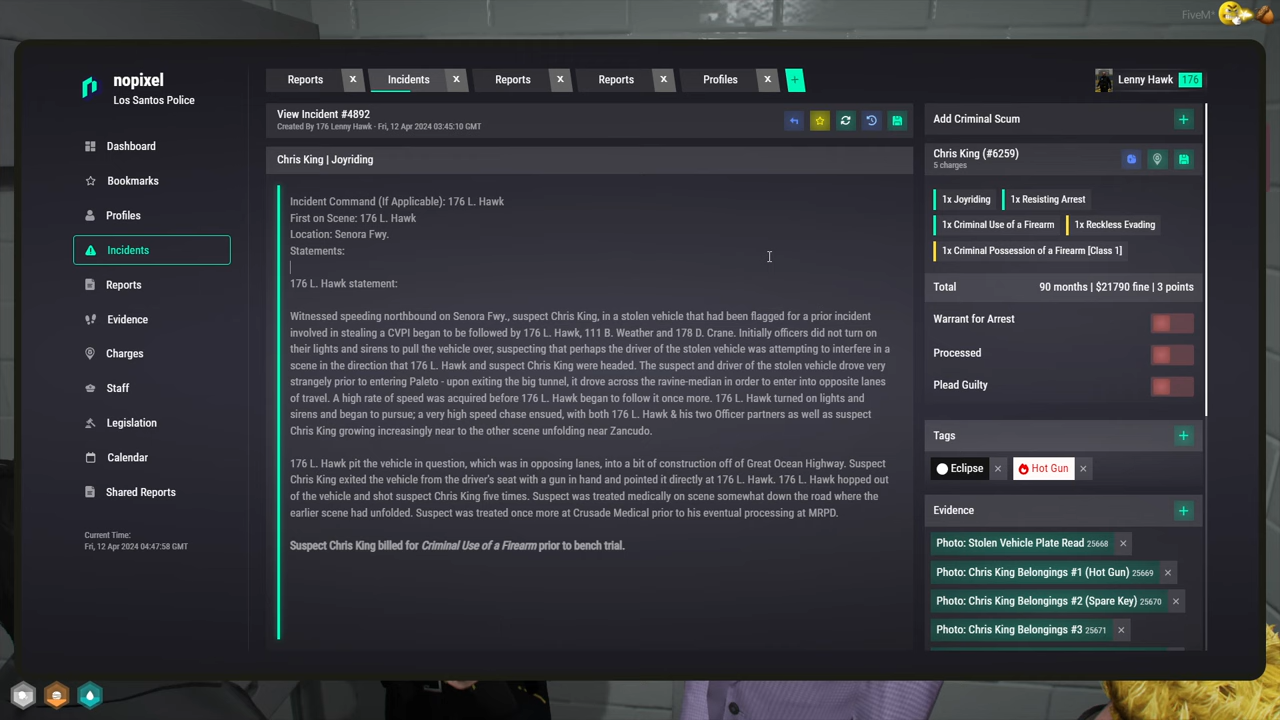 FiveM*
nopixel
Los Santos Police
Reports x Incidents x Reports x Reports x Profiles x +
Lenny Hawk 176
Dashboard
Bookmarks
Profiles
Incidents
Reports
Evidence
Charges
Staff
Legislation
Calendar
Shared Reports
Current Time:
Fri, 12 Apr 2024 04:47:58 GMT
View Incident #4892
Created By 176 Lenny Hawk - Fri, 12 Apr 2024 03:45:10 GMT
Chris King | Joyriding
Incident Command (If Applicable): 176 L. Hawk
First on Scene: 176 L. Hawk
Location: Senora Fwy.
Statements:
176 L. Hawk statement:
Witnessed speeding northbound on Senora Fwy., suspect Chris King, in a stolen vehicle that had been flagged for a prior incident
involved in stealing a CVPI began to be followed by 176 L. Hawk, 111 B. Weather and 178 D. Crane. Initially officers did not turn on
their lights and sirens to pull the vehicle over, suspecting that perhaps the driver of the stolen vehicle was attempting to interfere in a
scene in the direction that 176 L. Hawk and suspect Chris King were headed. The suspect and driver of the stolen vehicle drove very
strangely prior to entering Paleto - upon exiting the big tunnel, it drove across the ravine-median in order to enter into opposite lanes
of travel. A high rate of speed was acquired before 176 L. Hawk began to follow it once more. 176 L. Hawk turned on lights and
sirens and began to pursue; a very high speed chase ensued, with both 176 L. Hawk & his two Officer partners as well as suspect
Chris King growing increasingly near to the other scene unfolding near Zancudo.
176 L. Hawk pit the vehicle in question, which was in opposing lanes, into a bit of construction off of Great Ocean Highway. Suspect
Chris King exited the vehicle from the driver's seat with a gun in hand and pointed it directly at 176 L. Hawk. 176 L. Hawk hopped out
of the vehicle and shot suspect Chris King five times. Suspect was treated medically on scene somewhat down the road where the
earlier scene had unfolded. Suspect was treated once more at Crusade Medical prior to his eventual processing at MRPD.
Suspect Chris King billed for Criminal Use of a Firearm prior to bench trial.
Add Criminal Scum +
Chris King (#6259)
5 charges
1x Joyriding 1x Resisting Arrest
1x Criminal Use of a Firearm 1x Reckless Evading
1x Criminal Possession of a Firearm [Class 1]
Total 90 months | $21790 fine | 3 points
Warrant for Arrest
Processed
Plead Guilty
Tags +
Eclipse x Hot Gun x
Evidence +
Photo: Stolen Vehicle Plate Read 25668 x
Photo: Chris King Belongings #1 (Hot Gun) 25669 x
Photo: Chris King Belongings #2 (Spare Key) 25670 x
Photo: Chris King Belongings #3 25671 x